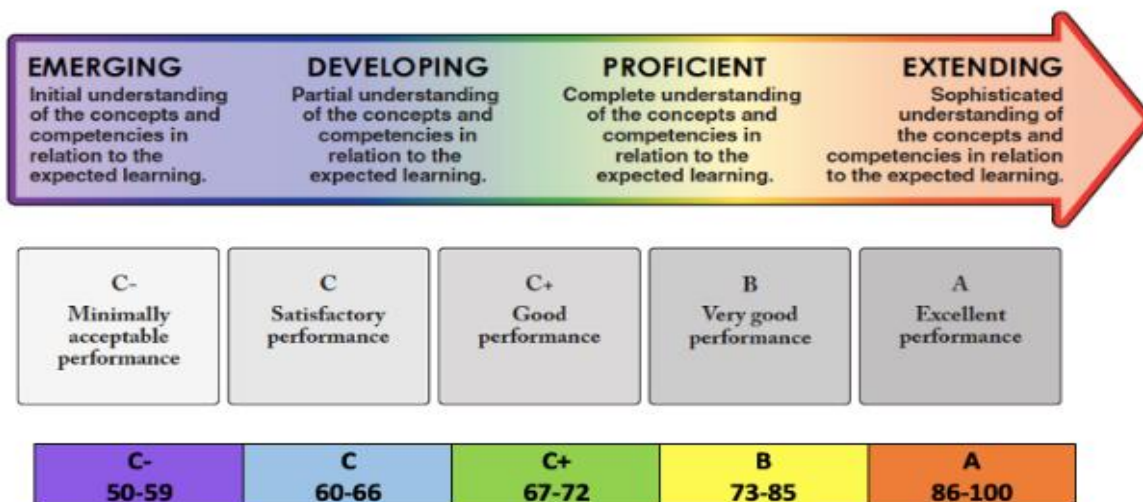 EMERGING
Initial understanding
of the concepts and
competencies in
relation to the
expected learning.
DEVELOPING
Partial understanding
of the concepts and
competencies in
relation to the
expected learning.
PROFICIENT
Complete understanding
of the concepts and
competencies in
relation to the
expected learning.
EXTENDING
Sophisticated
understanding of
the concepts and
competencies in relation
to the expected learning.
C-
Minimally
acceptable
performance
C
Satisfactory
performance
C+
Good
performance
B
Very good
performance
A
Excellent
performance
C-
50-59
C
60-66
C+
67-72
B
73-85
A
86-100